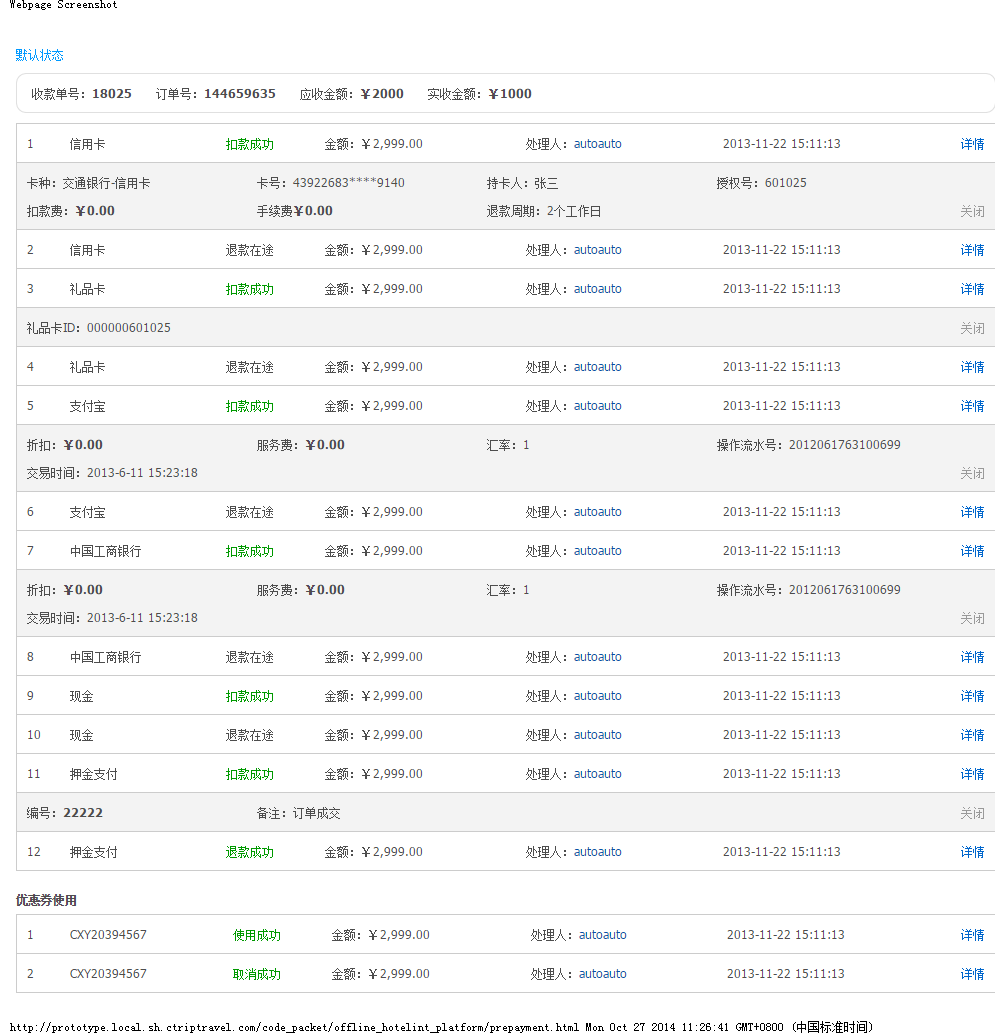 Webpage Screenshot
默认状态
收款单号：18025 订单号：144659635 应收金额：¥2000 实收金额：¥1000
1 信用卡 扣款成功 金额：¥2,999.00 处理人：autoauto 2013-11-22 15:11:13 详情
卡种：交通银行-信用卡 卡号：43922683****9140 持卡人：张三 授权号：601025
扣款费：¥0.00 手续费¥0.00 退款周期：2个工作日 关闭
2 信用卡 退款在途 金额：¥2,999.00 处理人：autoauto 2013-11-22 15:11:13 详情
3 礼品卡 扣款成功 金额：¥2,999.00 处理人：autoauto 2013-11-22 15:11:13 详情
礼品卡ID：000000601025 关闭
4 礼品卡 退款在途 金额：¥2,999.00 处理人：autoauto 2013-11-22 15:11:13 详情
5 支付宝 扣款成功 金额：¥2,999.00 处理人：autoauto 2013-11-22 15:11:13 详情
折扣：¥0.00 服务费：¥0.00 汇率：1 操作流水号：2012061763100699
交易时间：2013-6-11 15:23:18 关闭
6 支付宝 退款在途 金额：¥2,999.00 处理人：autoauto 2013-11-22 15:11:13 详情
7 中国工商银行 扣款成功 金额：¥2,999.00 处理人：autoauto 2013-11-22 15:11:13 详情
折扣：¥0.00 服务费：¥0.00 汇率：1 操作流水号：2012061763100699
交易时间：2013-6-11 15:23:18 关闭
8 中国工商银行 退款在途 金额：¥2,999.00 处理人：autoauto 2013-11-22 15:11:13 详情
9 现金 扣款成功 金额：¥2,999.00 处理人：autoauto 2013-11-22 15:11:13 详情
10 现金 退款在途 金额：¥2,999.00 处理人：autoauto 2013-11-22 15:11:13 详情
11 押金支付 扣款成功 金额：¥2,999.00 处理人：autoauto 2013-11-22 15:11:13 详情
编号：22222 备注：订单成交 关闭
12 押金支付 退款成功 金额：¥2,999.00 处理人：autoauto 2013-11-22 15:11:13 详情
优惠券使用
1 CXY20394567 使用成功 金额：¥2,999.00 处理人：autoauto 2013-11-22 15:11:13 详情
2 CXY20394567 取消成功 金额：¥2,999.00 处理人：autoauto 2013-11-22 15:11:13 详情
http://prototype.local.sh.ctriptravel.com/code_packet/offline_hotelint_platform/prepayment.html Mon Oct 27 2014 11:26:41 GMT+0800 (中国标准时间)